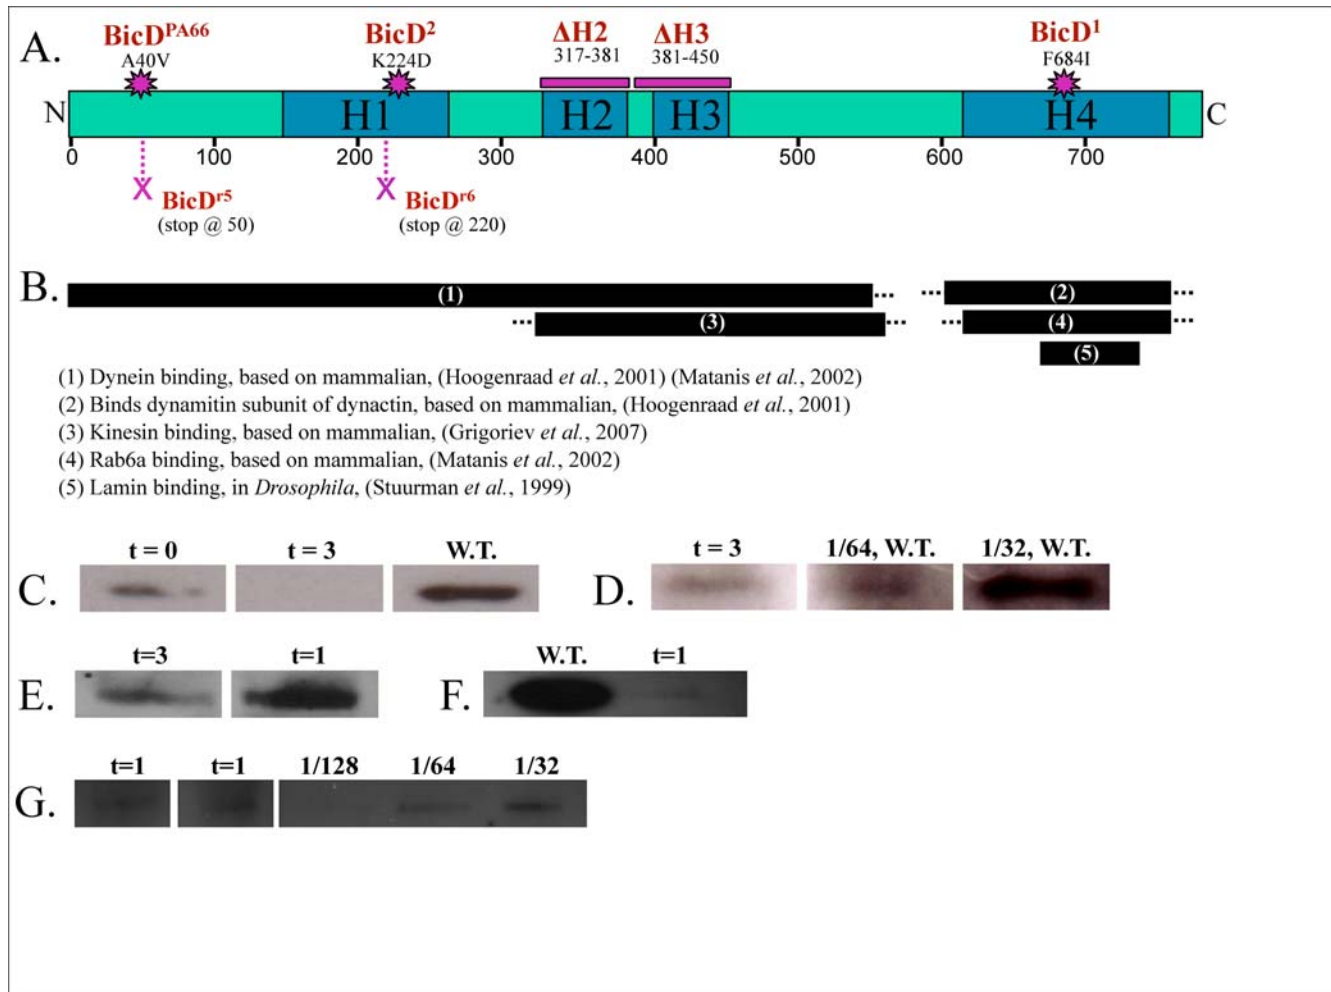 A.
BicD^PA66 BicD^2 ΔH2 ΔH3 BicD^1
A40V K224D 317-381 381-450 F684I
N H1 H2 H3 H4 C
0 100 200 300 400 500 600 700
X BicD^r5 X BicD^r6
(stop @ 50) (stop @ 220)
B.
(1) ... ... (2) ...
... (3) ... ... (4) ...
(5)
(1) Dynein binding, based on mammalian, (Hoogenraad et al., 2001) (Matanis et al., 2002)
(2) Binds dynamitin subunit of dynactin, based on mammalian, (Hoogenraad et al., 2001)
(3) Kinesin binding, based on mammalian, (Grigoriev et al., 2007)
(4) Rab6a binding, based on mammalian, (Matanis et al., 2002)
(5) Lamin binding, in Drosophila, (Stuurman et al., 1999)
t = 0 t = 3 W.T.
C.
t = 3 1/64, W.T. 1/32, W.T.
D.
t=3 t=1
E.
W.T. t=1
F.
t=1 t=1 1/128 1/64 1/32
G.